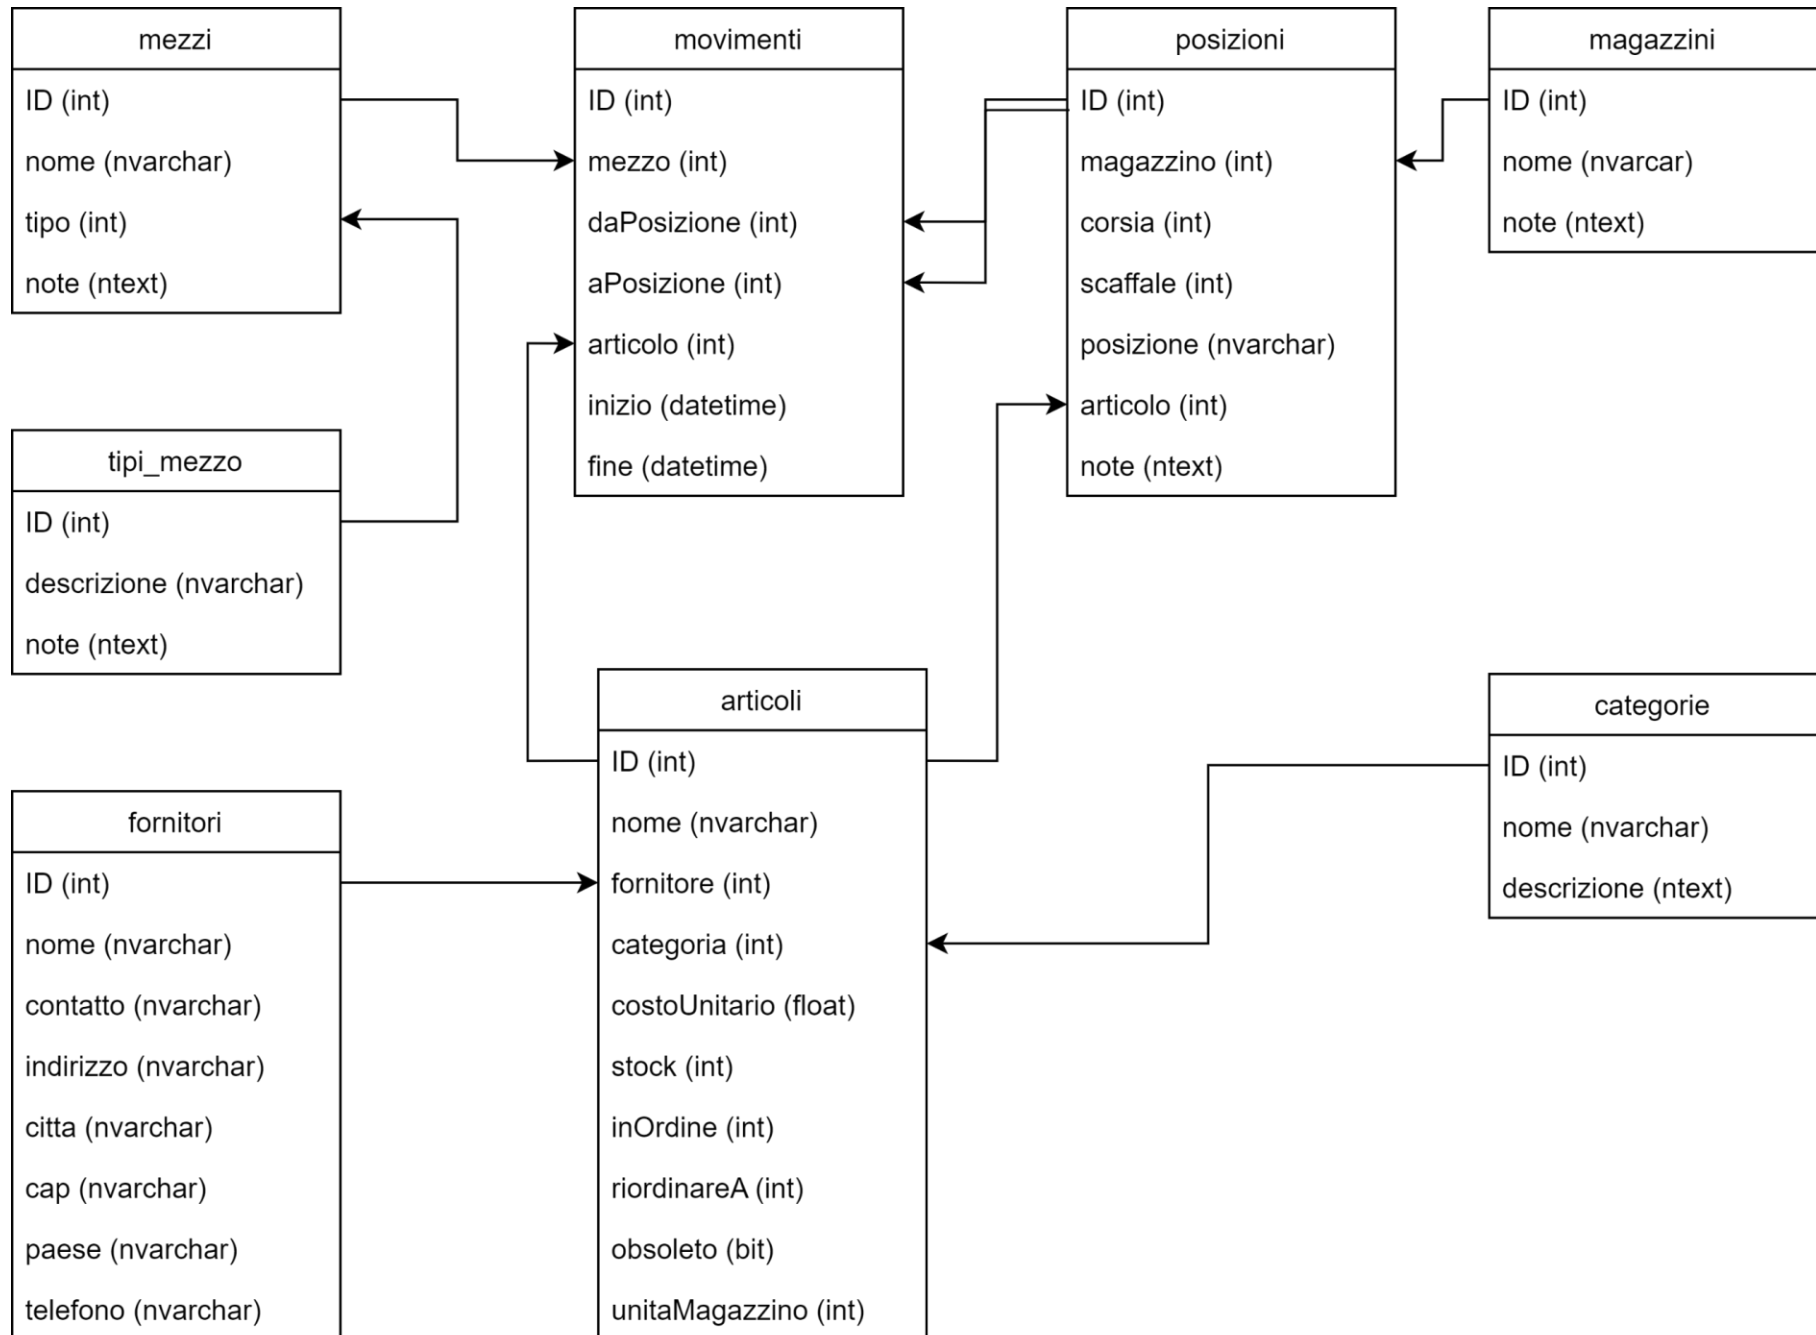 mezzi
ID (int)
nome (nvarchar)
tipo (int)
note (ntext)
movimenti
ID (int)
mezzo (int)
daPosizione (int)
aPosizione (int)
articolo (int)
inizio (datetime)
fine (datetime)
posizioni
ID (int)
magazzino (int)
corsia (int)
scaffale (int)
posizione (nvarchar)
articolo (int)
note (ntext)
magazzini
ID (int)
nome (nvarcar)
note (ntext)
tipi_mezzo
ID (int)
descrizione (nvarchar)
note (ntext)
fornitori
ID (int)
nome (nvarchar)
contatto (nvarchar)
indirizzo (nvarchar)
citta (nvarchar)
cap (nvarchar)
paese (nvarchar)
telefono (nvarchar)
articoli
ID (int)
nome (nvarchar)
fornitore (int)
categoria (int)
costoUnitario (float)
stock (int)
inOrdine (int)
riordinareA (int)
obsoleto (bit)
unitaMagazzino (int)
categorie
ID (int)
nome (nvarchar)
descrizione (ntext)